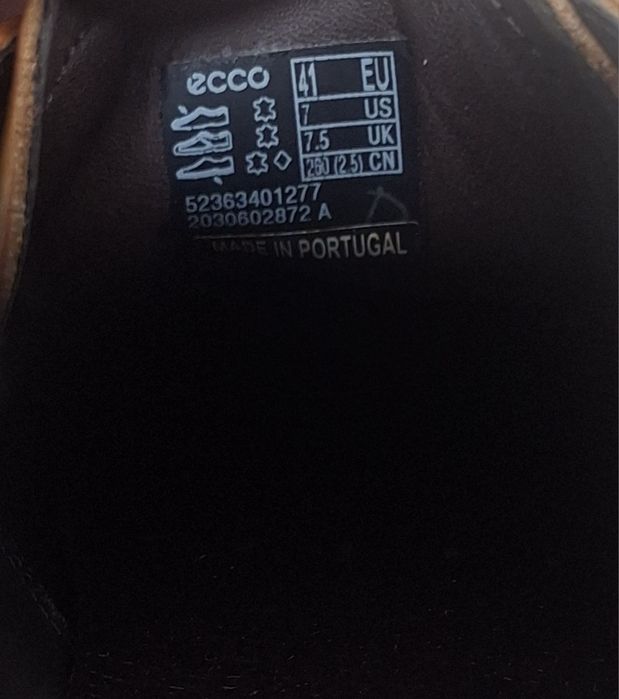 ecco
41 EU
7 US
7.5 UK
260 (2.5) CN
52363401277
2030602872 A
MADE IN PORTUGAL